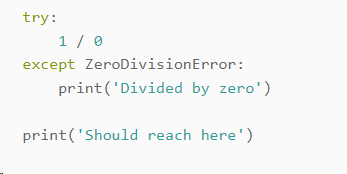 try:
    1 / 0
except ZeroDivisionError:
    print('Divided by zero')

print('Should reach here')